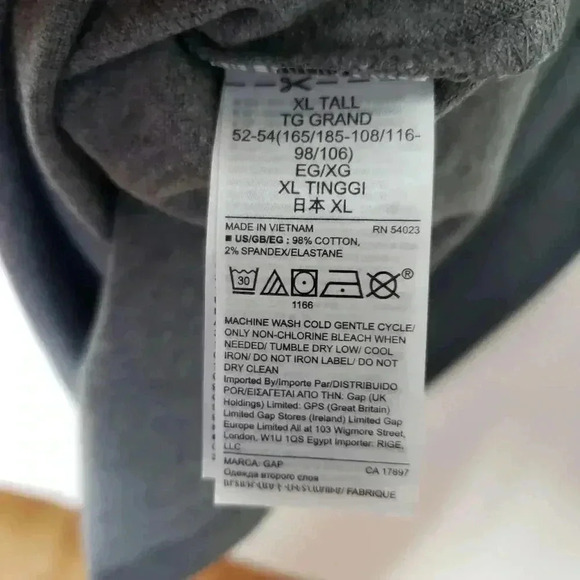 XL TALL
TG GRAND
52-54(165/185-108/116-
98/106)
EG/XG
XL TINGGI
日本 XL
MADE IN VIETNAM RN 54023
■ US/GB/EG : 98% COTTON,
2% SPANDEX/ELASTANE
30 ®
1166
MACHINE WASH COLD GENTLE CYCLE/
ONLY NON-CHLORINE BLEACH WHEN
NEEDED/ TUMBLE DRY LOW/ COOL
IRON/ DO NOT IRON LABEL/ DO NOT
DRY CLEAN
Imported By/Importe Par/DISTRIBUIDO
POR/ΕΙΣΑΓΕΤΑΙ ΑΠΟ ΤΗΝ. Gap (UK
Holdings) Limited: GPS (Great Britain)
Limited Gap Stores (Ireland) Limited Gap
Europe Limited All at 103 Wigmore Street,
London, W1U 1QS Egypt Importer: RIGE,
LLC
MARCA: GAP CA 17897
Одежда второго слоя
FABRIQUE